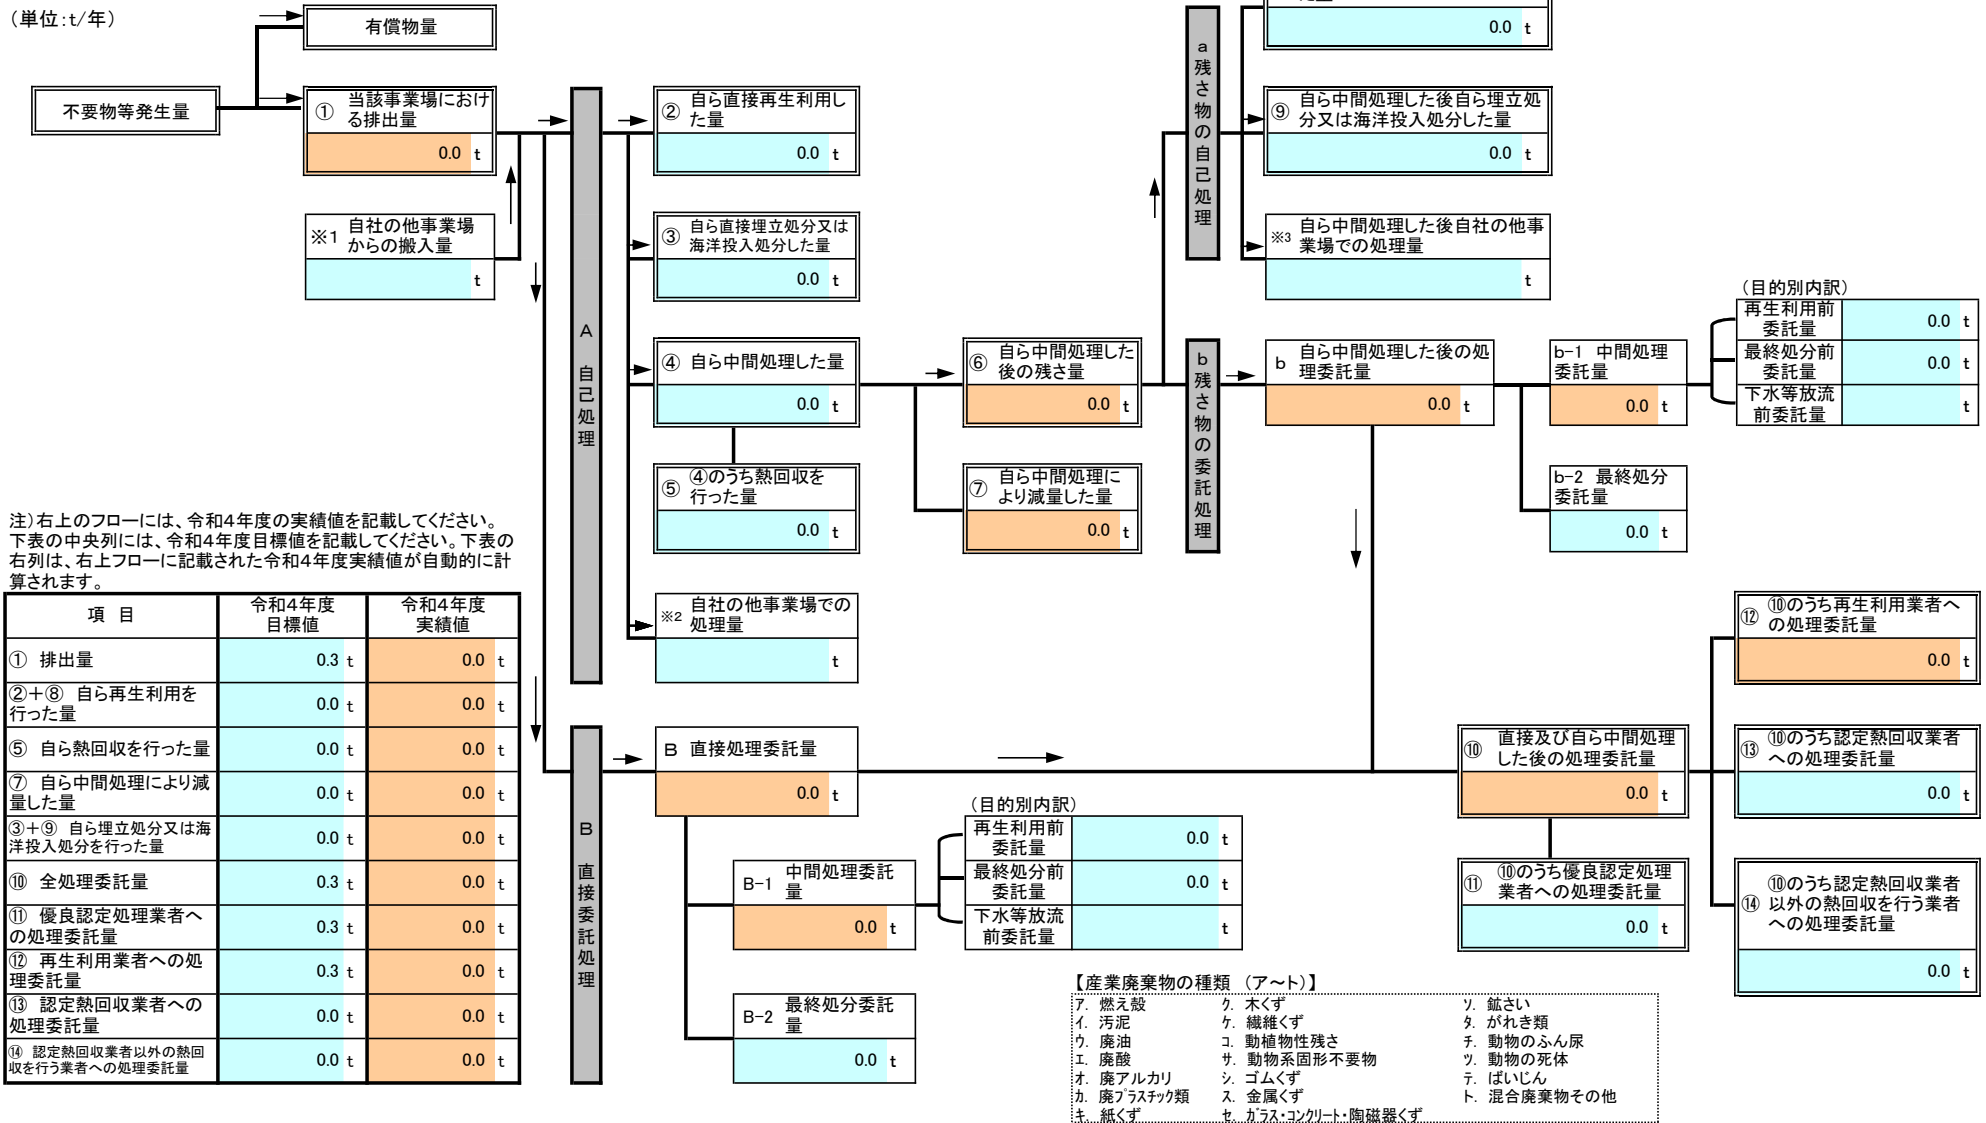 （単位:ｔ/年）
有償物量
不要物等発生量
① 当該事業場におけ
る排出量
0.0 t
※1 自社の他事業場
からの搬入量
t
A 自己処理
② 自ら直接再生利用し
た量
0.0 t
③ 自ら直接埋立処分又は
海洋投入処分した量
0.0 t
④ 自ら中間処理した量
0.0 t
⑤ ④のうち熱回収を
行った量
0.0 t
※2 自社の他事業場での
処理量
t
⑥ 自ら中間処理した
後の残さ量
0.0 t
⑦ 自ら中間処理に
より減量した量
0.0 t
a残さ物の自己処理
0.0 t
⑨ 自ら中間処理した後自ら埋立処
分又は海洋投入処分した量
0.0 t
※3 自ら中間処理した後自社の他事
業場での処理量
t
b残さ物の委託処理
b 自ら中間処理した後の処
理委託量
0.0 t
b-1 中間処理
委託量
0.0 t
b-2 最終処分
委託量
0.0 t
（目的別内訳）
再生利用前
委託量 0.0 t
最終処分前
委託量 0.0 t
下水等放流
前委託量 t
注）右上のフローには、令和４年度の実績値を記載してください。
下表の中央列には、令和４年度目標値を記載してください。下表の
右列は、右上フローに記載された令和４年度実績値が自動的に計
算されます。
項 目 令和４年度
目標値 令和４年度
実績値
① 排出量 0.3 t 0.0 t
②＋⑧ 自ら再生利用を
行った量 0.0 t 0.0 t
⑤ 自ら熱回収を行った量 0.0 t 0.0 t
⑦ 自ら中間処理により減
量した量 0.0 t 0.0 t
③＋⑨ 自ら埋立処分又は海
洋投入処分を行った量 0.0 t 0.0 t
⑩ 全処理委託量 0.3 t 0.0 t
⑪ 優良認定処理業者へ
の処理委託量 0.3 t 0.0 t
⑫ 再生利用業者への処
理委託量 0.3 t 0.0 t
⑬ 認定熱回収業者への
処理委託量 0.0 t 0.0 t
⑭ 認定熱回収業者以外の熱回
収を行う業者への処理委託量 0.0 t 0.0 t
B 直接委託処理
B 直接処理委託量
0.0 t
B-1 中間処理委託
量
0.0 t
B-2 最終処分委託
量
0.0 t
（目的別内訳）
再生利用前
委託量 0.0 t
最終処分前
委託量 0.0 t
下水等放流
前委託量 t
⑩ 直接及び自ら中間処理
した後の処理委託量
0.0 t
⑪ ⑩のうち優良認定処理
業者への処理委託量
0.0 t
⑫ ⑩のうち再生利用業者へ
の処理委託量
0.0 t
⑬ ⑩のうち認定熱回収業者
への処理委託量
0.0 t
⑭ ⑩のうち認定熱回収業者
以外の熱回収を行う業者
への処理委託量
0.0 t
【産業廃棄物の種類 （ア～ト）】
ア. 燃え殻 ク. 木くず ソ. 鉱さい
イ. 汚泥 ケ. 繊維くず タ. がれき類
ウ. 廃油 コ. 動植物性残さ チ. 動物のふん尿
エ. 廃酸 サ. 動物系固形不要物 ツ. 動物の死体
オ. 廃アルカリ シ. ゴムくず テ. ばいじん
カ. 廃プラスチック類 ス. 金属くず ト. 混合廃棄物その他
キ. 紙くず セ. ガラス・コンクリート・陶磁器くず